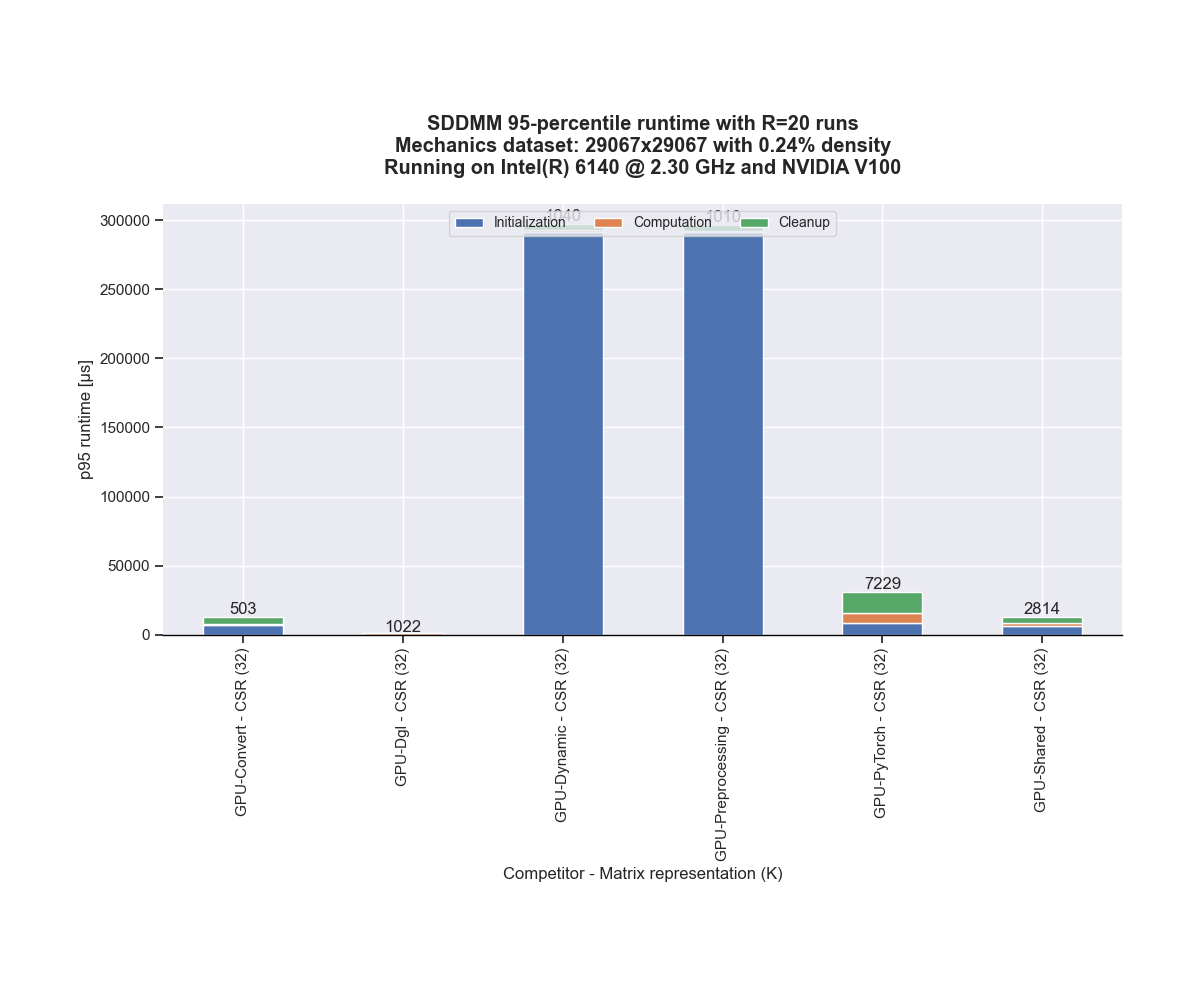 SDDMM 95-percentile runtime with R=20 runs
Mechanics dataset: 29067x29067 with 0.24% density
Running on Intel(R) 6140 @ 2.30 GHz and NVIDIA V100
1040 1010
Initialization Computation Cleanup
300000
250000
200000
150000
100000
50000
0
p95 runtime [µs]
503
1022
7229
2814
GPU-Convert - CSR (32)
GPU-Dgl - CSR (32)
GPU-Dynamic - CSR (32)
GPU-Preprocessing - CSR (32)
GPU-PyTorch - CSR (32)
GPU-Shared - CSR (32)
Competitor - Matrix representation (K)